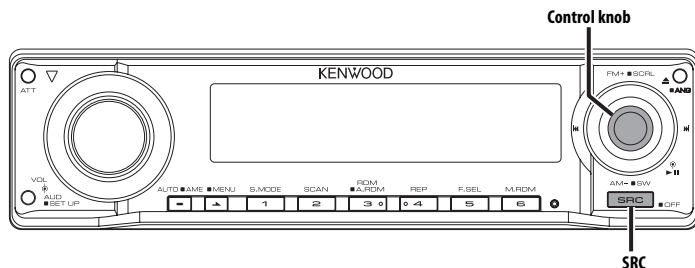 Control knob
KENWOOD
FM+ ■SCRL
ATT
■ANG
VOL
AUD
■SET UP
AUTO ■AME ■MENU S.MODE SCAN RDM ■A.RDM REP F.SEL M.RDM
1 2 3 4 5 6
AM− ■SW
SRC
■OFF
SRC